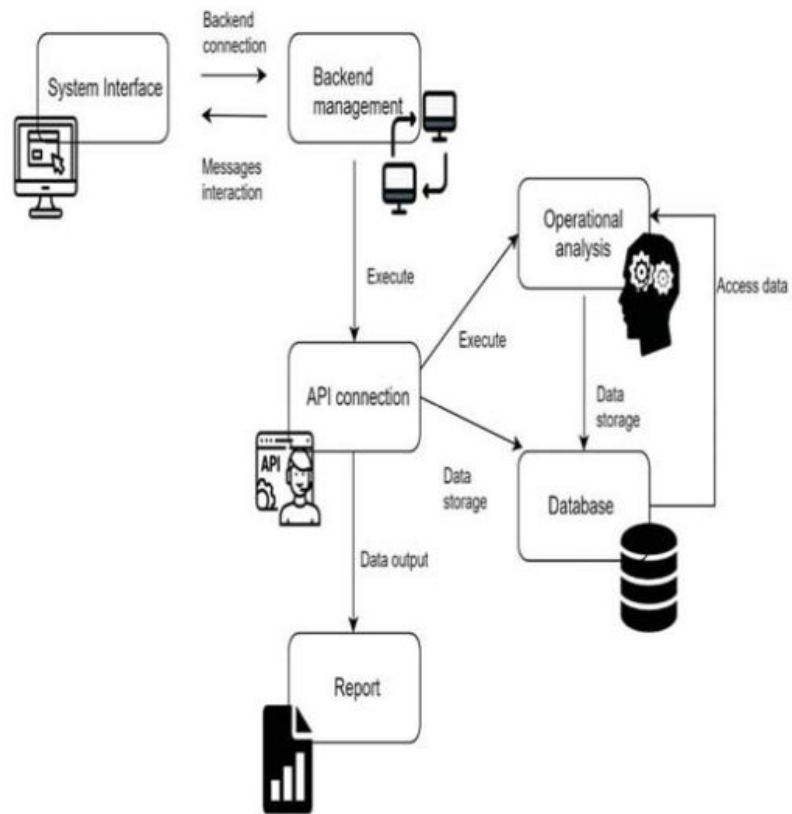 Backend
connection
System Interface
Backend
management
Messages
interaction
Operational
analysis
Access data
Execute
Execute
API connection
API
Data
storage
Data
storage
Database
Data output
Report